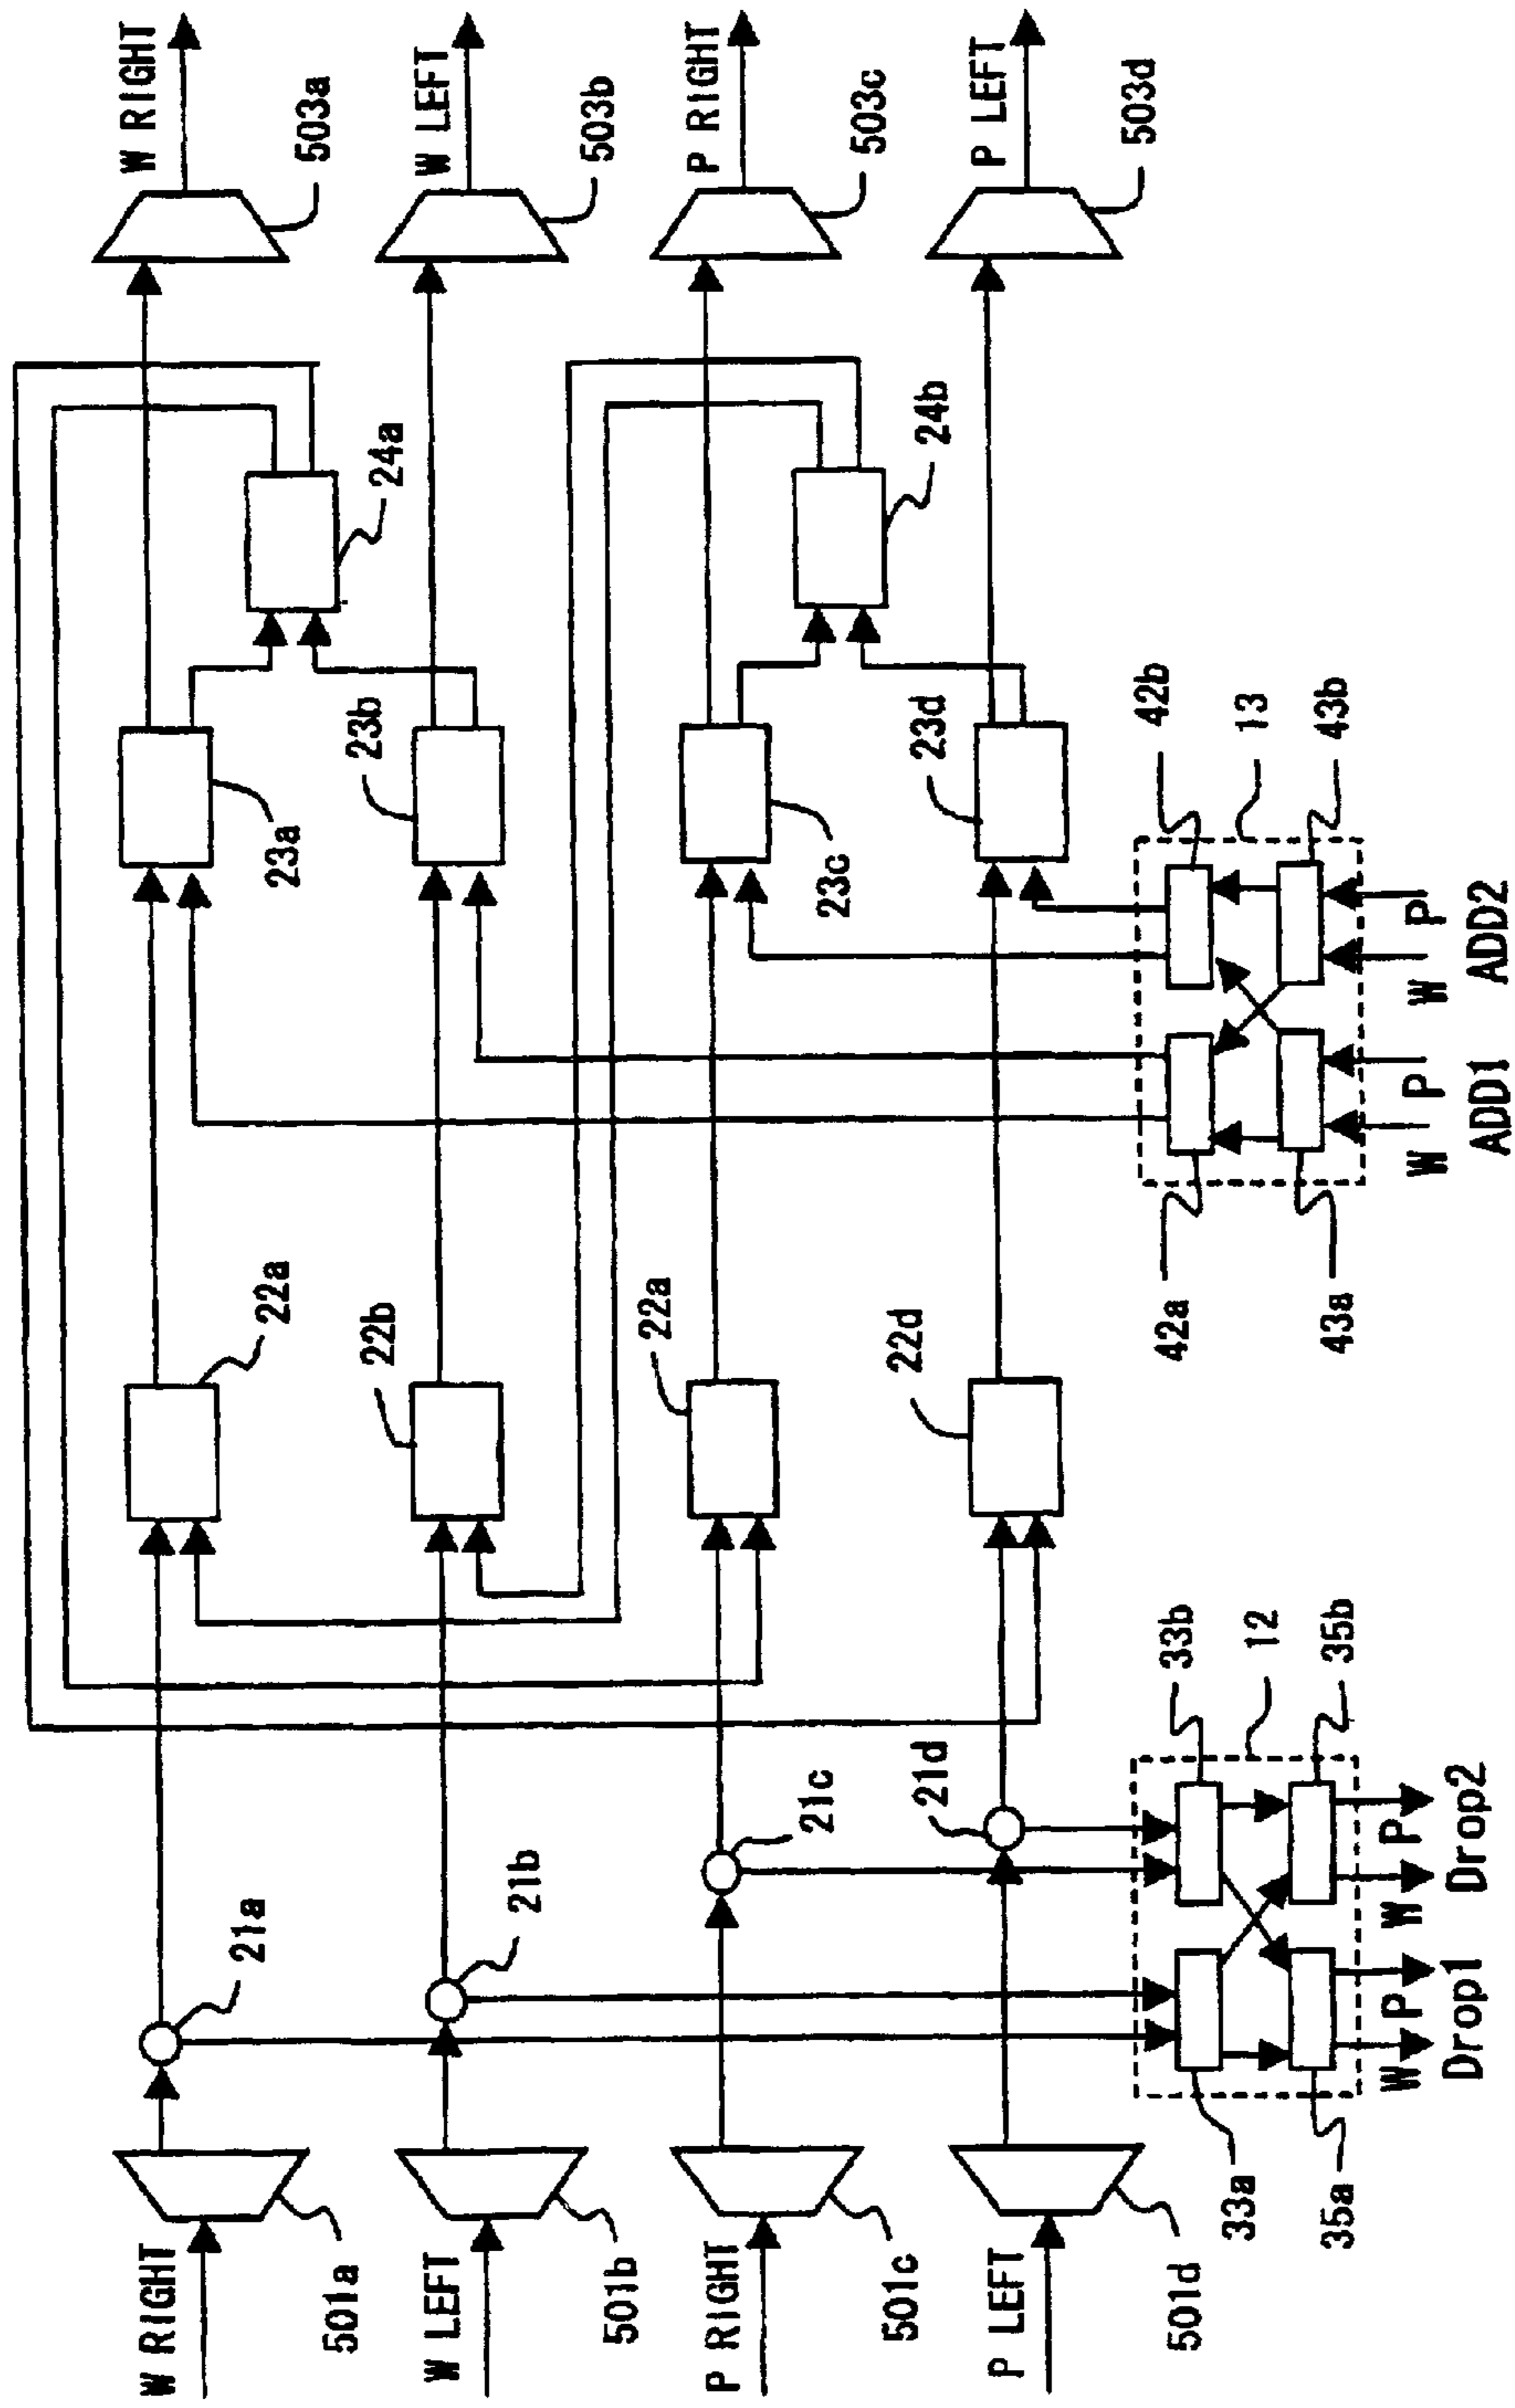 W RIGHT
501a
W LEFT
501b
P RIGHT
501c
P LEFT
501d
21a
21b
21c
21d
33a
33b
12
35a
35b
W P
Drop1
W P
Drop2
22a
22b
22a
22d
23a
23b
23c
23d
24a
24b
42a
42b
13
43a
43b
W P
ADD1
W P
ADD2
W RIGHT
503a
W LEFT
503b
P RIGHT
503c
P LEFT
503d